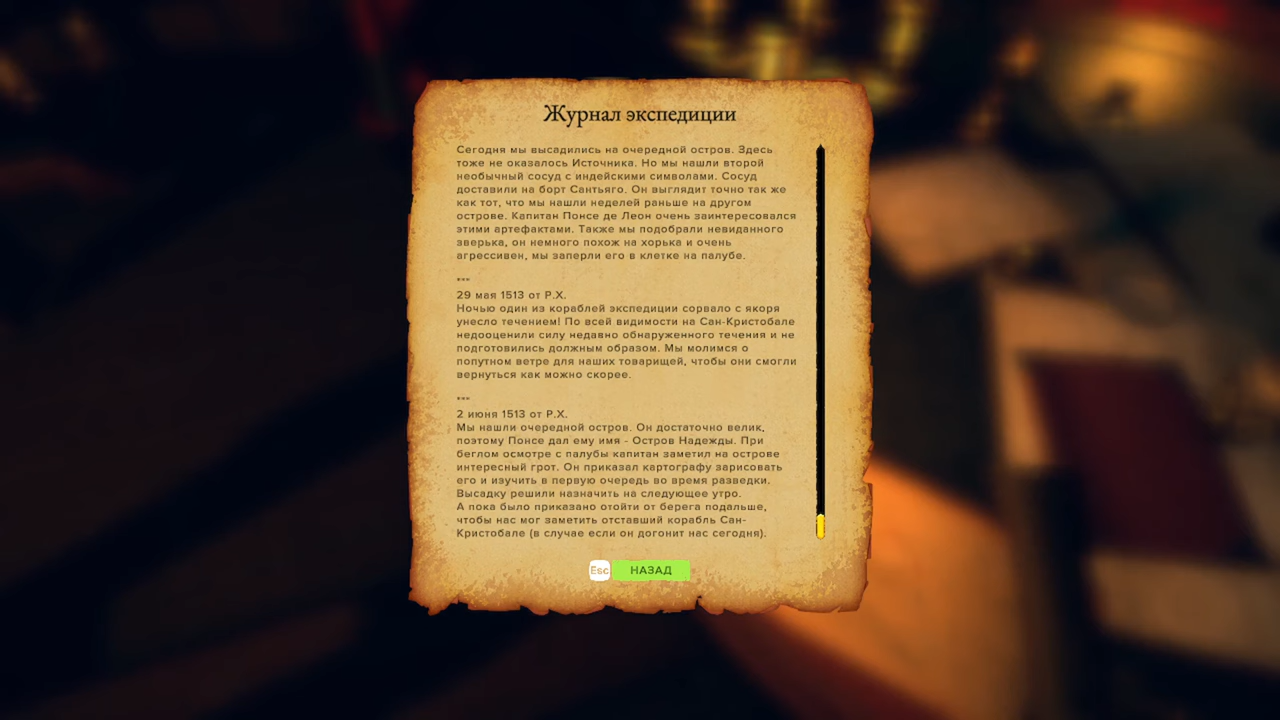 Журнал экспедиции
Сегодня мы высадились на очередной остров. Здесь
тоже не оказалось Источника. Но мы нашли второй
необычный сосуд с индейскими символами. Сосуд
доставили на борт Сантьяго. Он выглядит точно так же
как тот, что мы нашли неделей раньше на другом
острове. Капитан Понсе де Леон очень заинтересовался
этими артефактами. Также мы подобрали невиданного
зверька, он немного похож на хорька и очень
агрессивен, мы заперли его в клетке на палубе.
***
29 мая 1513 от Р.Х.
Ночью один из кораблей экспедиции сорвало с якоря
унесло течением! По всей видимости на Сан-Кристобале
недооценили силу недавно обнаруженного течения и не
подготовились должным образом. Мы молимся о
попутном ветре для наших товарищей, чтобы они смогли
вернуться как можно скорее.
***
2 июня 1513 от Р.Х.
Мы нашли очередной остров. Он достаточно велик,
поэтому Понсе дал ему имя - Остров Надежды. При
беглом осмотре с палубы капитан заметил на острове
интересный грот. Он приказал картографу зарисовать
его и изучить в первую очередь во время разведки.
Высадку решили назначить на следующее утро.
А пока было приказано отойти от берега подальше,
чтобы нас мог заметить отставший корабль Сан-
Кристобале (в случае если он догонит нас сегодня).
Esc НАЗАД